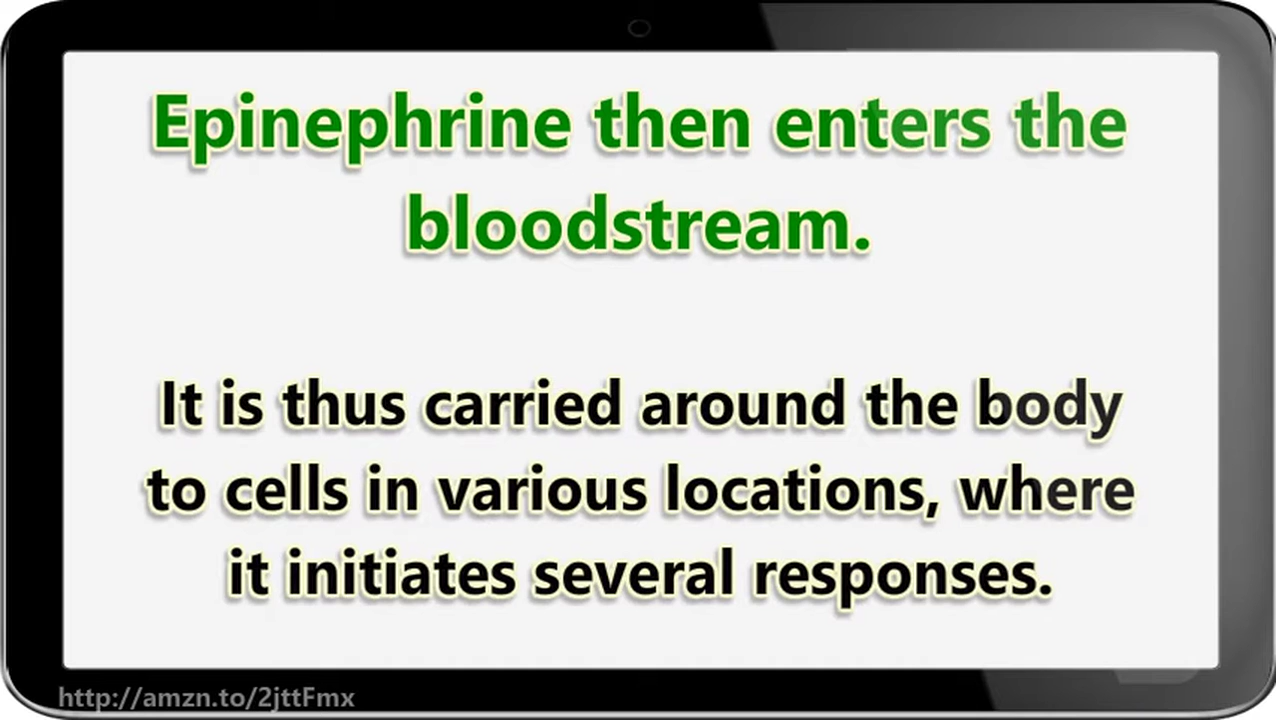 Epinephrine then enters the
bloodstream.
It is thus carried around the body
to cells in various locations, where
it initiates several responses.
http://amzn.to/2jttFmx